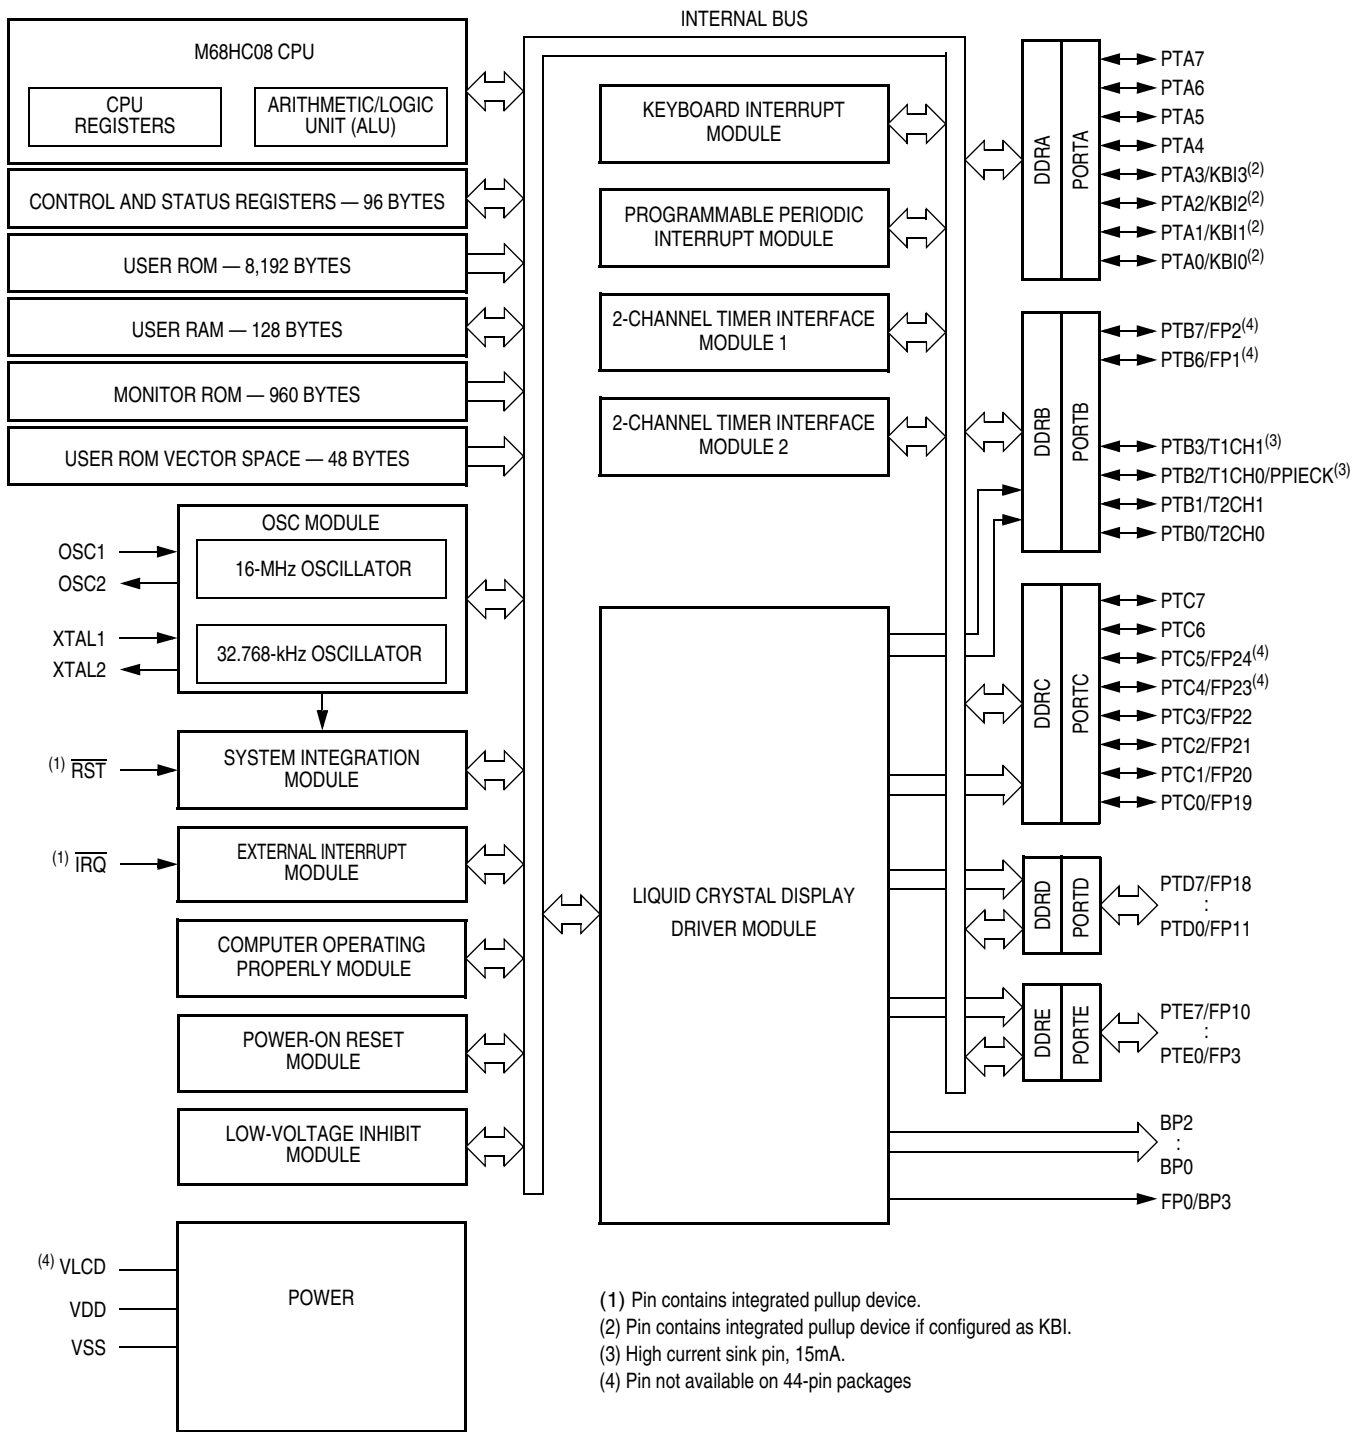 INTERNAL BUS
M68HC08 CPU
CPU
REGISTERS
ARITHMETIC/LOGIC
UNIT (ALU)
CONTROL AND STATUS REGISTERS — 96 BYTES
USER ROM — 8,192 BYTES
USER RAM — 128 BYTES
MONITOR ROM — 960 BYTES
USER ROM VECTOR SPACE — 48 BYTES
OSC MODULE
16-MHz OSCILLATOR
32.768-kHz OSCILLATOR
OSC1
OSC2
XTAL1
XTAL2
SYSTEM INTEGRATION
MODULE
(1) RST
EXTERNAL INTERRUPT
MODULE
(1) IRQ
COMPUTER OPERATING
PROPERLY MODULE
POWER-ON RESET
MODULE
LOW-VOLTAGE INHIBIT
MODULE
POWER
(4) VLCD
VDD
VSS
KEYBOARD INTERRUPT
MODULE
PROGRAMMABLE PERIODIC
INTERRUPT MODULE
2-CHANNEL TIMER INTERFACE
MODULE 1
2-CHANNEL TIMER INTERFACE
MODULE 2
LIQUID CRYSTAL DISPLAY
DRIVER MODULE
DDRA
PORTA
PTA7
PTA6
PTA5
PTA4
PTA3/KBI3(2)
PTA2/KBI2(2)
PTA1/KBI1(2)
PTA0/KBI0(2)
DDRB
PORTB
PTB7/FP2(4)
PTB6/FP1(4)
PTB3/T1CH1(3)
PTB2/T1CH0/PPIECK(3)
PTB1/T2CH1
PTB0/T2CH0
DDRC
PORTC
PTC7
PTC6
PTC5/FP24(4)
PTC4/FP23(4)
PTC3/FP22
PTC2/FP21
PTC1/FP20
PTC0/FP19
DDRD
PORTD
PTD7/FP18
:
PTD0/FP11
DDRE
PORTE
PTE7/FP10
:
PTE0/FP3
BP2
:
BP0
FP0/BP3
(1) Pin contains integrated pullup device.
(2) Pin contains integrated pullup device if configured as KBI.
(3) High current sink pin, 15mA.
(4) Pin not available on 44-pin packages